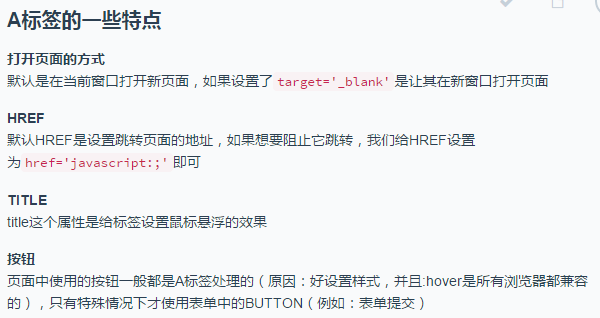 A标签的一些特点
打开页面的方式
默认是在当前窗口打开新页面，如果设置了 target='_blank' 是让其在新窗口打开页面
HREF
默认HREF是设置跳转页面的地址，如果想要阻止它跳转，我们给HREF设置
为 href='javascript:;' 即可
TITLE
title这个属性是给标签设置鼠标悬浮的效果
按钮
页面中使用的按钮一般都是A标签处理的（原因：好设置样式，并且:hover是所有浏览器都兼容
的），只有特殊情况下才使用表单中的BUTTON（例如：表单提交）